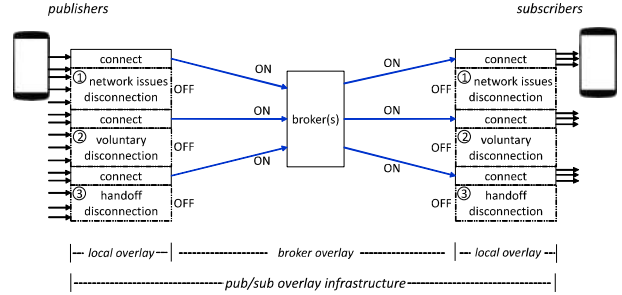 publishers
subscribers
connect
① network issues
disconnection
connect
② voluntary
disconnection
connect
③ handoff
disconnection
OFF
OFF
OFF
ON
ON
ON
broker(s)
ON
ON
ON
OFF
OFF
OFF
connect
① network issues
disconnection
connect
② voluntary
disconnection
connect
③ handoff
disconnection
local overlay
broker overlay
local overlay
pub/sub overlay infrastructure